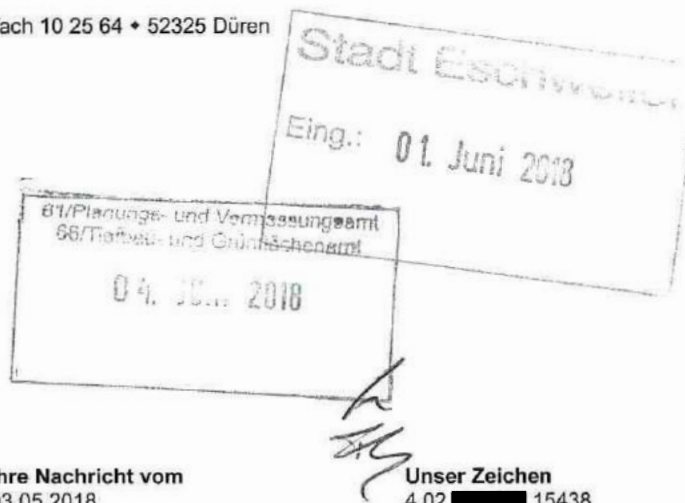 ach 10 25 64 • 52325 Düren
Stadt Eschweiler
Eing.: 01. Juni 2018
61/Planungs- und Vermessungsamt
66/Tiefbau- und Grünflächenamt
04. 2018
hre Nachricht vom
03.05.2018
Unser Zeichen
4.02 15438